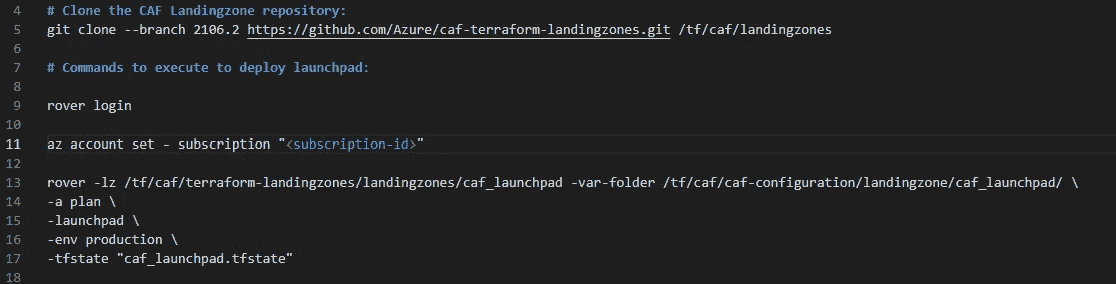 4 # Clone the CAF Landingzone repository:
5 git clone --branch 2106.2 https://github.com/Azure/caf-terraform-landingzones.git /tf/caf/landingzones
6
7 # Commands to execute to deploy launchpad:
8
9 rover login
10
11 az account set - subscription "<subscription-id>"
12
13 rover -lz /tf/caf/terraform-landingzones/landingzones/caf_launchpad -var-folder /tf/caf/caf-configuration/landingzone/caf_launchpad/ \
14 -a plan \
15 -launchpad \
16 -env production \
17 -tfstate "caf_launchpad.tfstate"
18